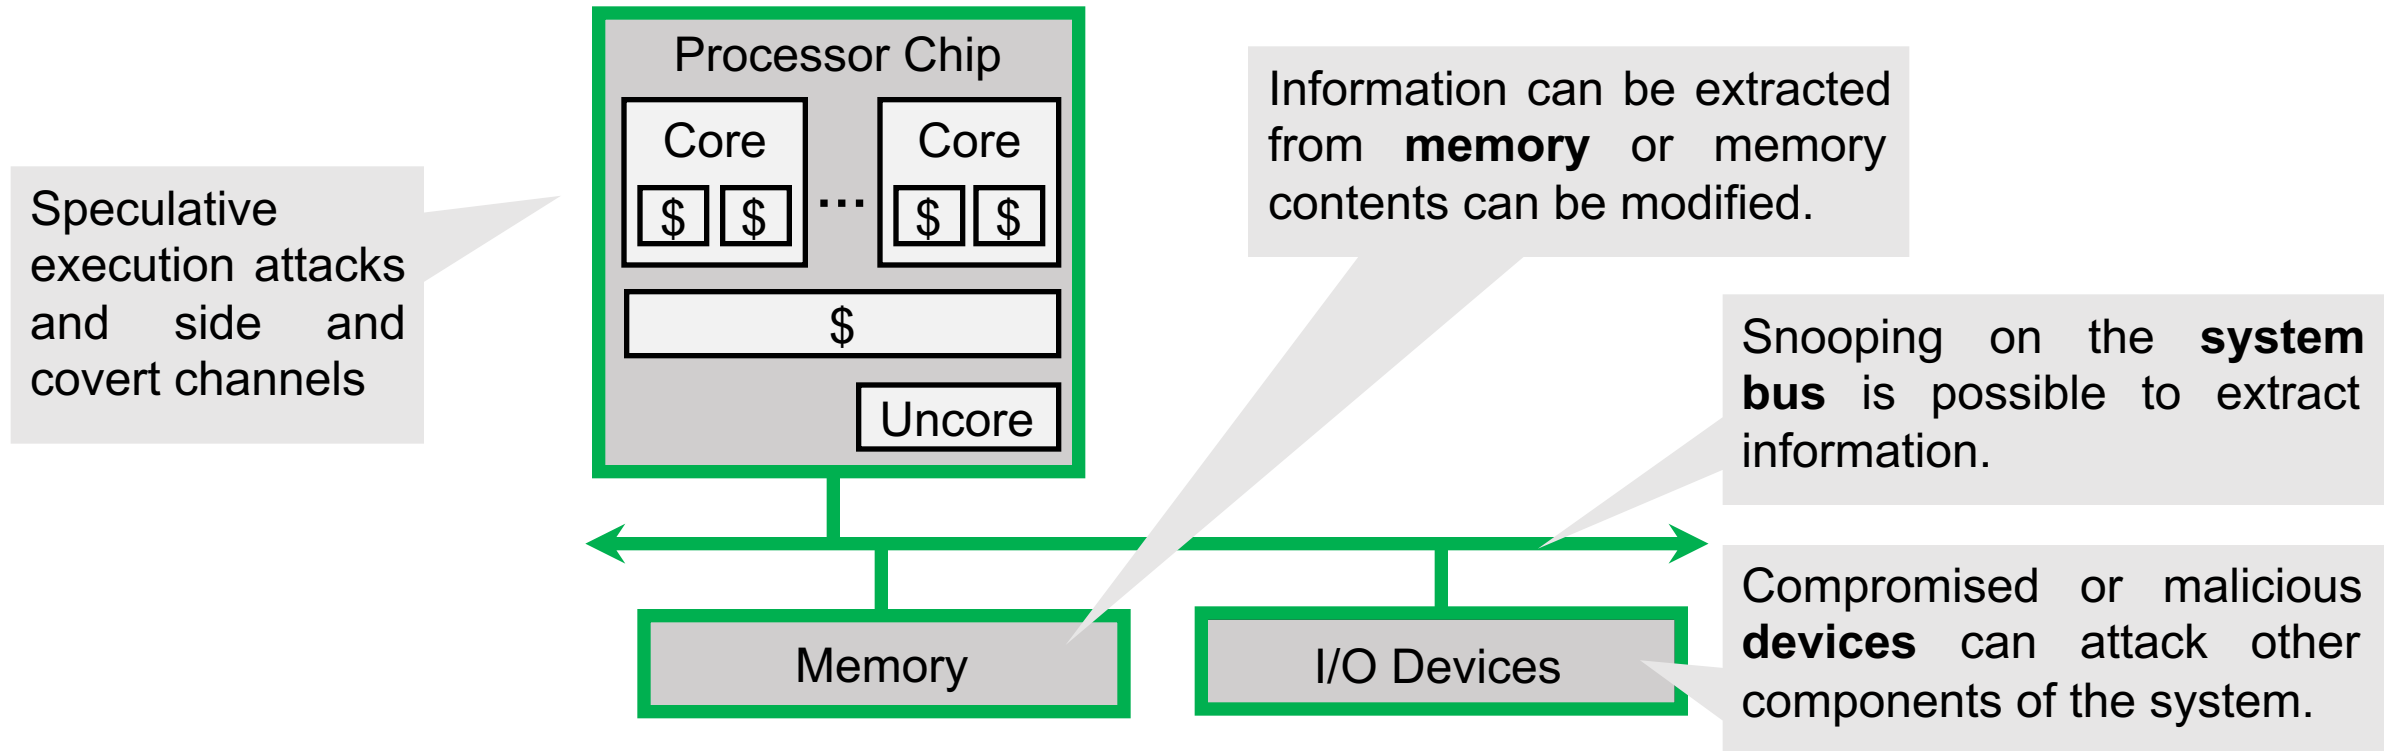 Processor Chip
Core
Core
$
$
...
$
$
$
Uncore
Speculative
execution attacks
and side and
covert channels
Information can be extracted
from memory or memory
contents can be modified.
Snooping on the system
bus is possible to extract
information.
Compromised or malicious
devices can attack other
components of the system.
Memory
I/O Devices